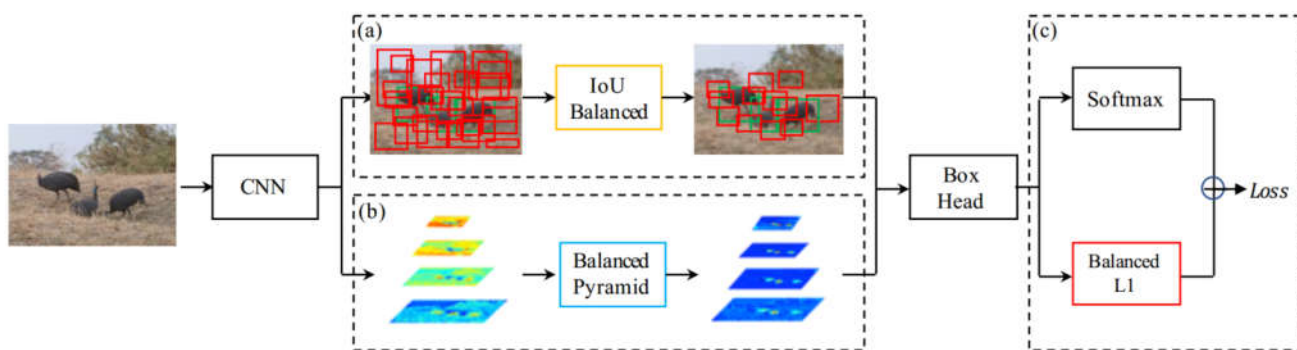 (a)
IoU
Balanced
(c)
Softmax
CNN
Box
Head
Loss
(b)
Balanced
Pyramid
Balanced
L1